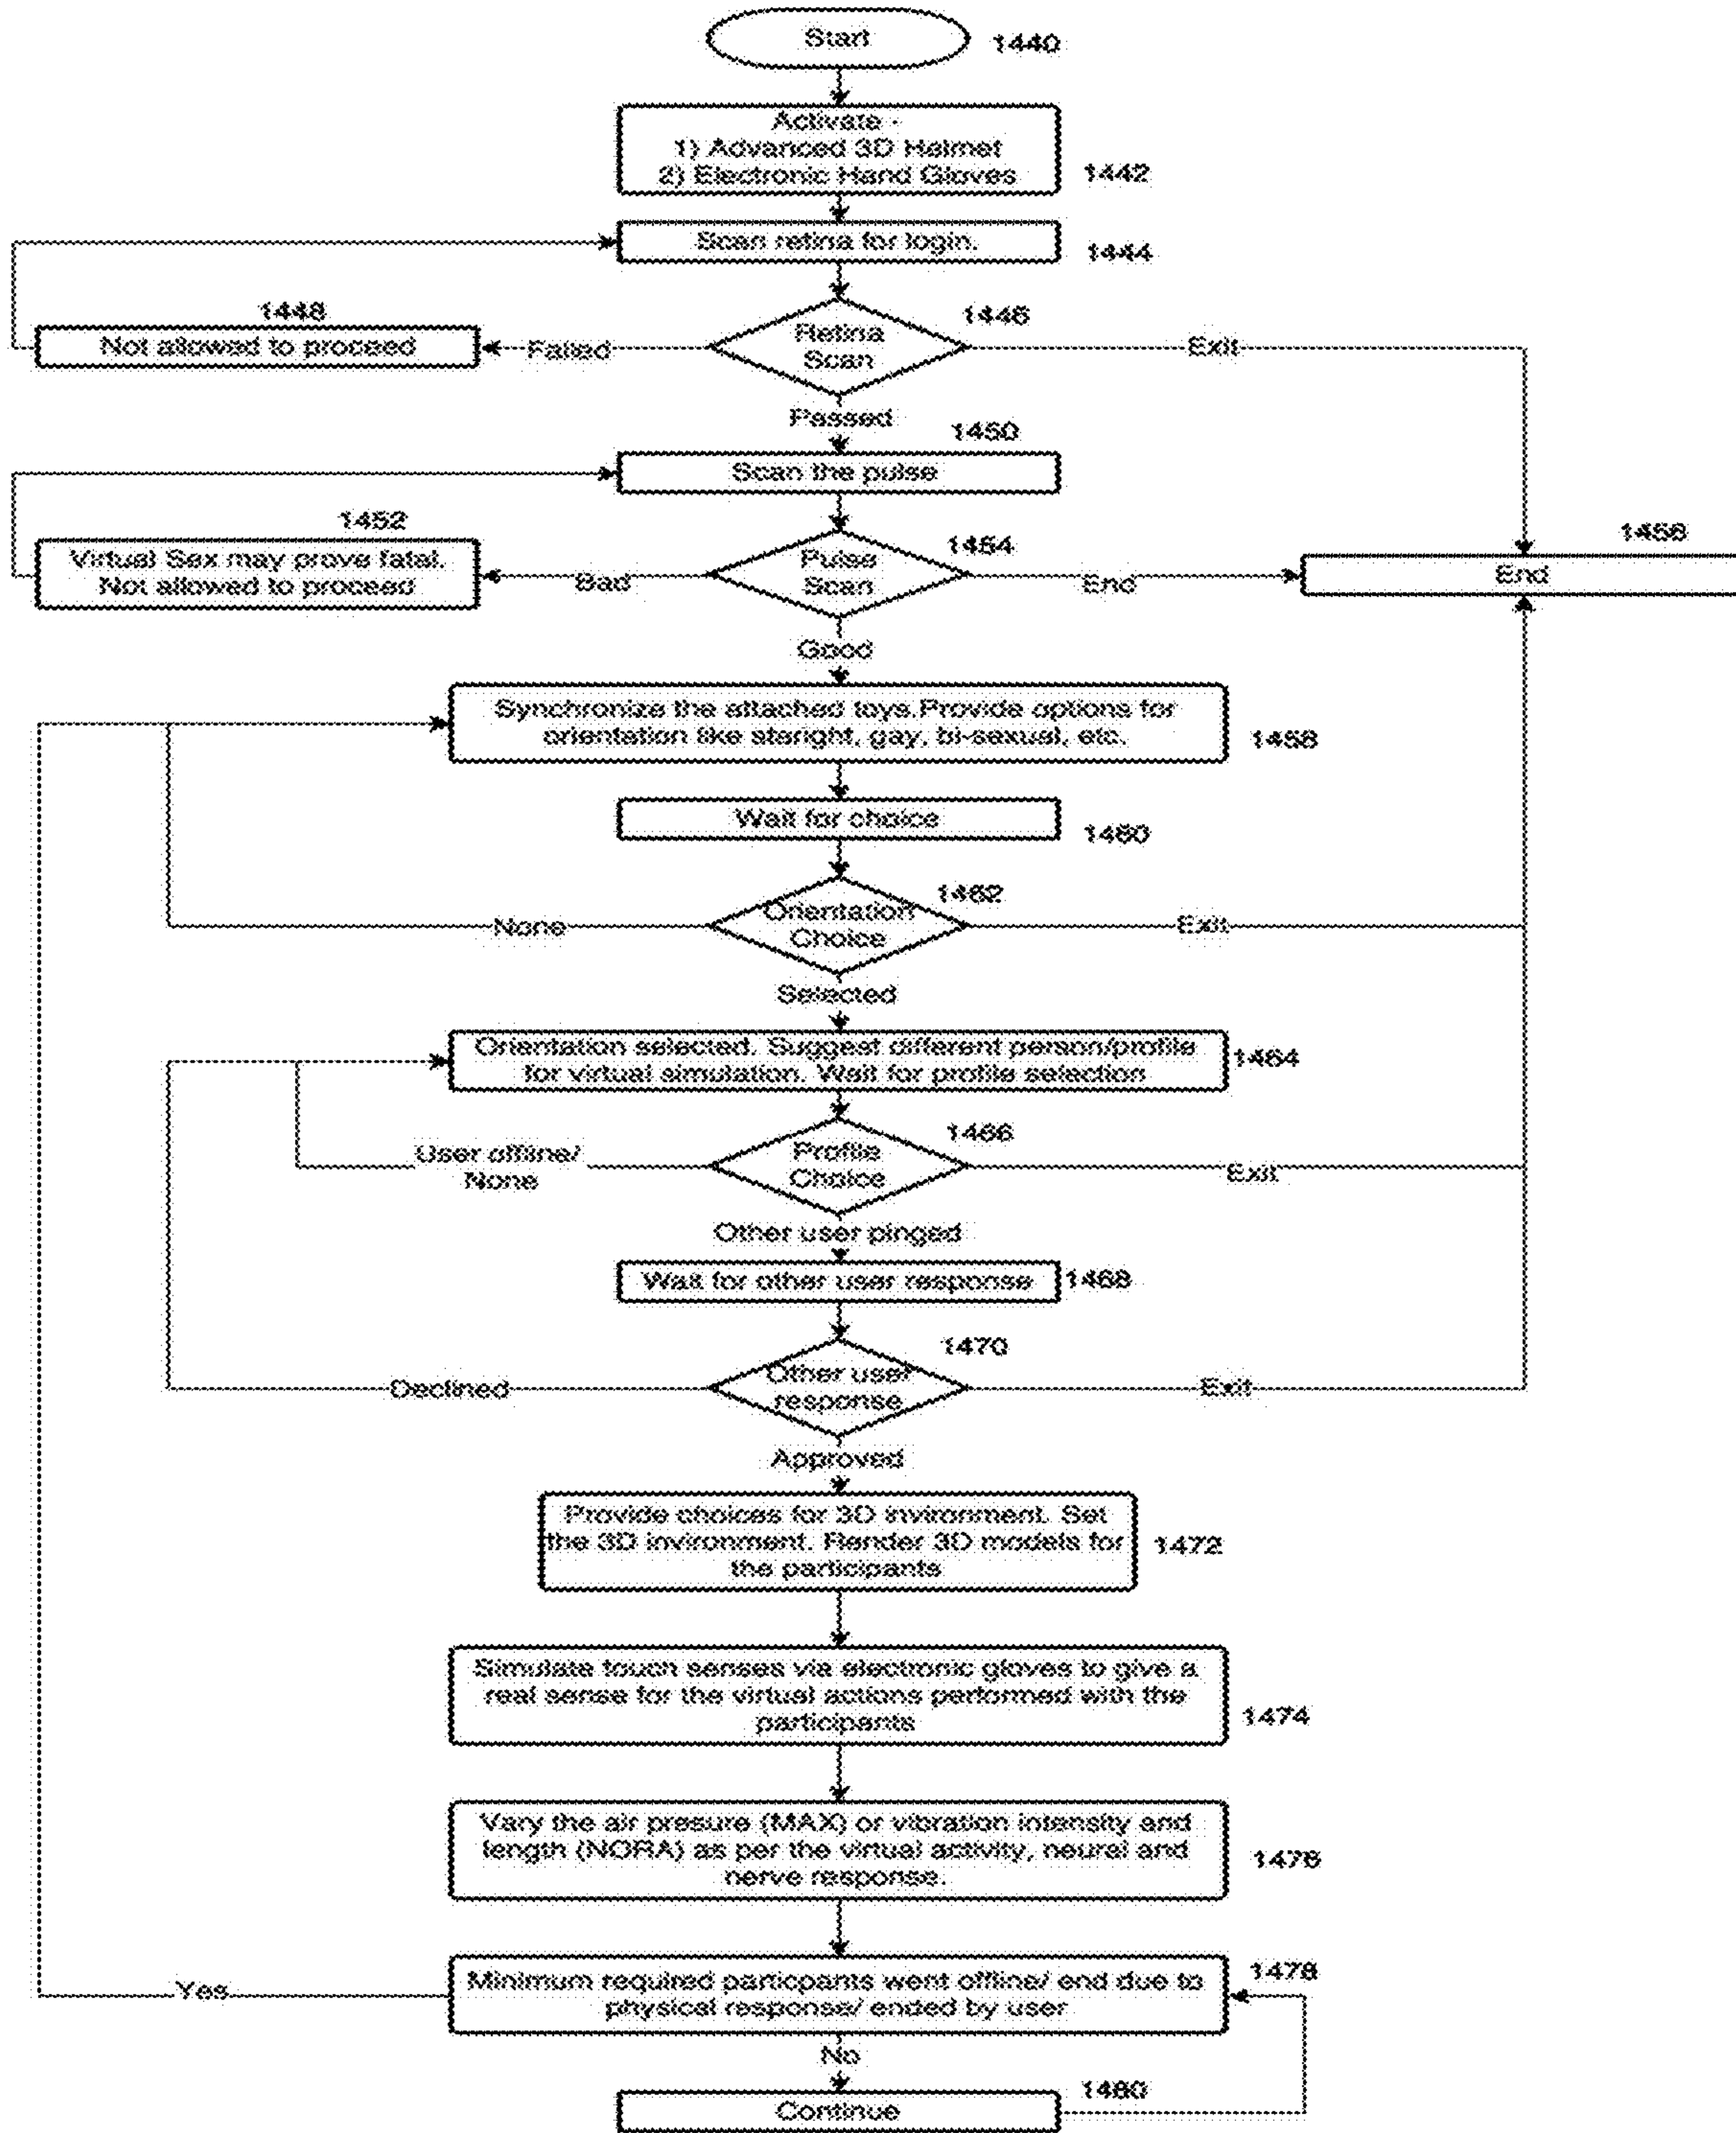 Start
1440
Activate -
1) Advanced 3D Helmet
2) Electronic Hand Gloves
1442
Scan retina for login.
1444
1448
Not allowed to proceed
Failed
Retina
Scan
1446
Exit
Passed
1450
Scan the pulse
1452
Virtual Sex may prove fatal.
Not allowed to proceed
Bad
Pulse
Scan
1454
End
1456
End
Good
Synchronize the attached toys.Provide options for
orientation like staright, gay, bi-sexual, etc.
1458
Wait for choice
1460
None
Orientation
Choice
1462
Exit
Selected
Orientation selected. Suggest different person/profile
for virtual simulation. Wait for profile selection
1464
User offline/
None
Profile
Choice
1466
Exit
Other user pinged
Wait for other user response
1468
Declined
Other user
response
1470
Exit
Approved
Provide choices for 3D invironment. Set
the 3D invironment. Render 3D models for
the participants
1472
Simulate touch senses via electronic gloves to give a
real sense for the virtual actions performed with the
participants
1474
Vary the air presure (MAX) or vibration intensity and
length (NORA) as per the virtual activity, neural and
nerve response.
1476
Yes
Minimum required particpants went offline/ end due to
physical response/ ended by user
1478
No
Continue
1480